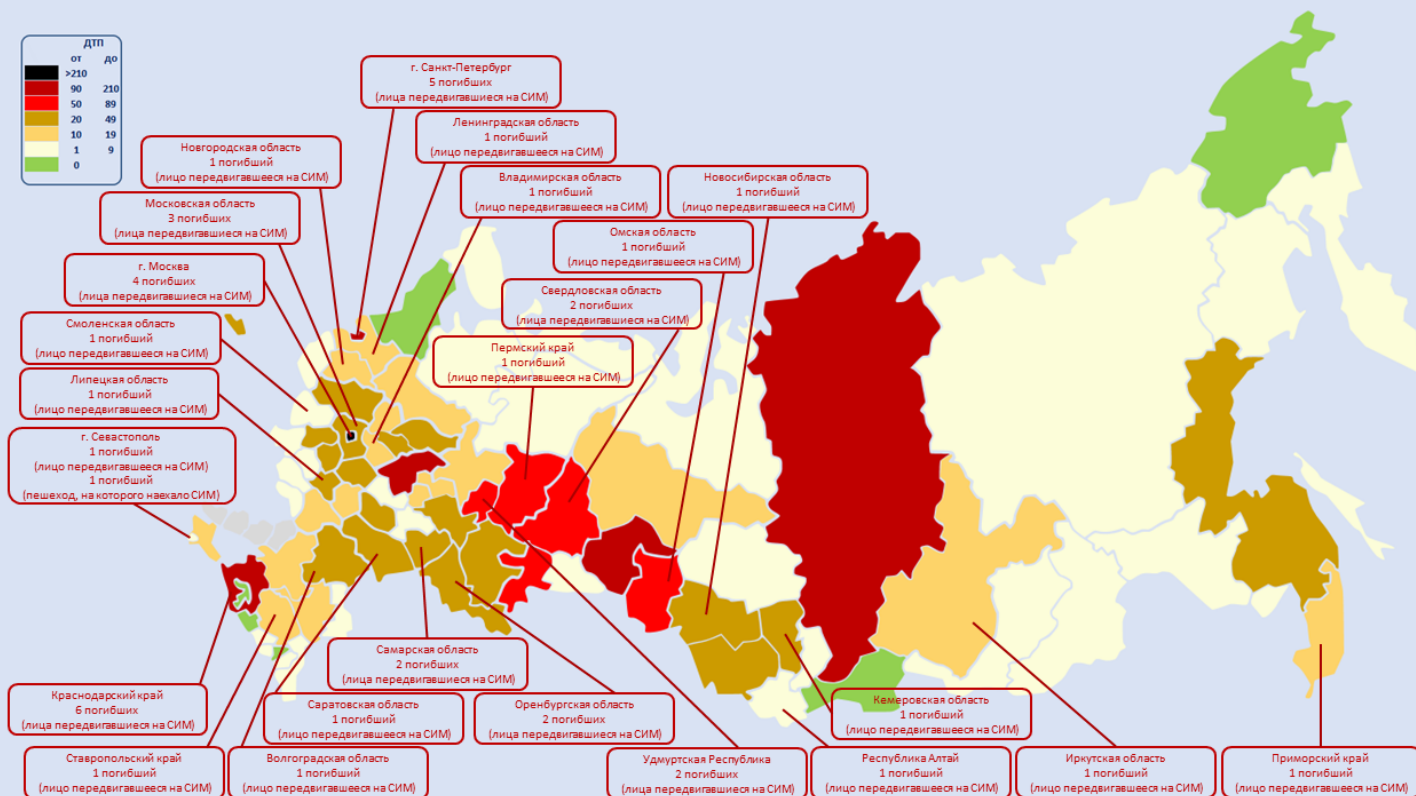 ДТП
от до
>210
90 210
50 89
20 49
10 19
1 9
0
г. Санкт-Петербург
5 погибших
(лица передвигавшиеся на СИМ)
Ленинградская область
1 погибший
(лицо передвигавшееся на СИМ)
Новгородская область
1 погибший
(лицо передвигавшееся на СИМ)
Владимирская область
1 погибший
(лицо передвигавшееся на СИМ)
Новосибирская область
1 погибший
(лицо передвигавшееся на СИМ)
Московская область
3 погибших
(лица передвигавшиеся на СИМ)
Омская область
1 погибший
(лицо передвигавшееся на СИМ)
г. Москва
4 погибших
(лица передвигавшиеся на СИМ)
Свердловская область
2 погибших
(лица передвигавшиеся на СИМ)
Смоленская область
1 погибший
(лицо передвигавшееся на СИМ)
Пермский край
1 погибший
(лицо передвигавшееся на СИМ)
Липецкая область
1 погибший
(лицо передвигавшееся на СИМ)
г. Севастополь
1 погибший
(лицо передвигавшееся на СИМ)
1 погибший
(пешеход, на которого наехало СИМ)
Самарская область
2 погибших
(лица передвигавшиеся на СИМ)
Краснодарский край
6 погибших
(лица передвигавшиеся на СИМ)
Саратовская область
1 погибший
(лицо передвигавшееся на СИМ)
Оренбургская область
2 погибших
(лица передвигавшиеся на СИМ)
Кемеровская область
1 погибший
(лицо передвигавшееся на СИМ)
Ставропольский край
1 погибший
(лицо передвигавшееся на СИМ)
Волгоградская область
1 погибший
(лицо передвигавшееся на СИМ)
Удмуртская Республика
2 погибших
(лица передвигавшиеся на СИМ)
Республика Алтай
1 погибший
(лицо передвигавшееся на СИМ)
Иркутская область
1 погибший
(лицо передвигавшееся на СИМ)
Приморский край
1 погибший
(лицо передвигавшееся на СИМ)